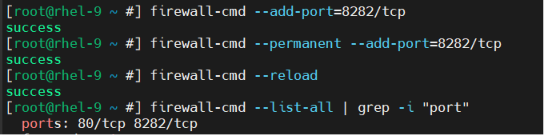 [root@rhel-9 ~ #] firewall-cmd --add-port=8282/tcp
success
[root@rhel-9 ~ #] firewall-cmd --permanent --add-port=8282/tcp
success
[root@rhel-9 ~ #] firewall-cmd --reload
success
[root@rhel-9 ~ #] firewall-cmd --list-all | grep -i "port"
  ports: 80/tcp 8282/tcp